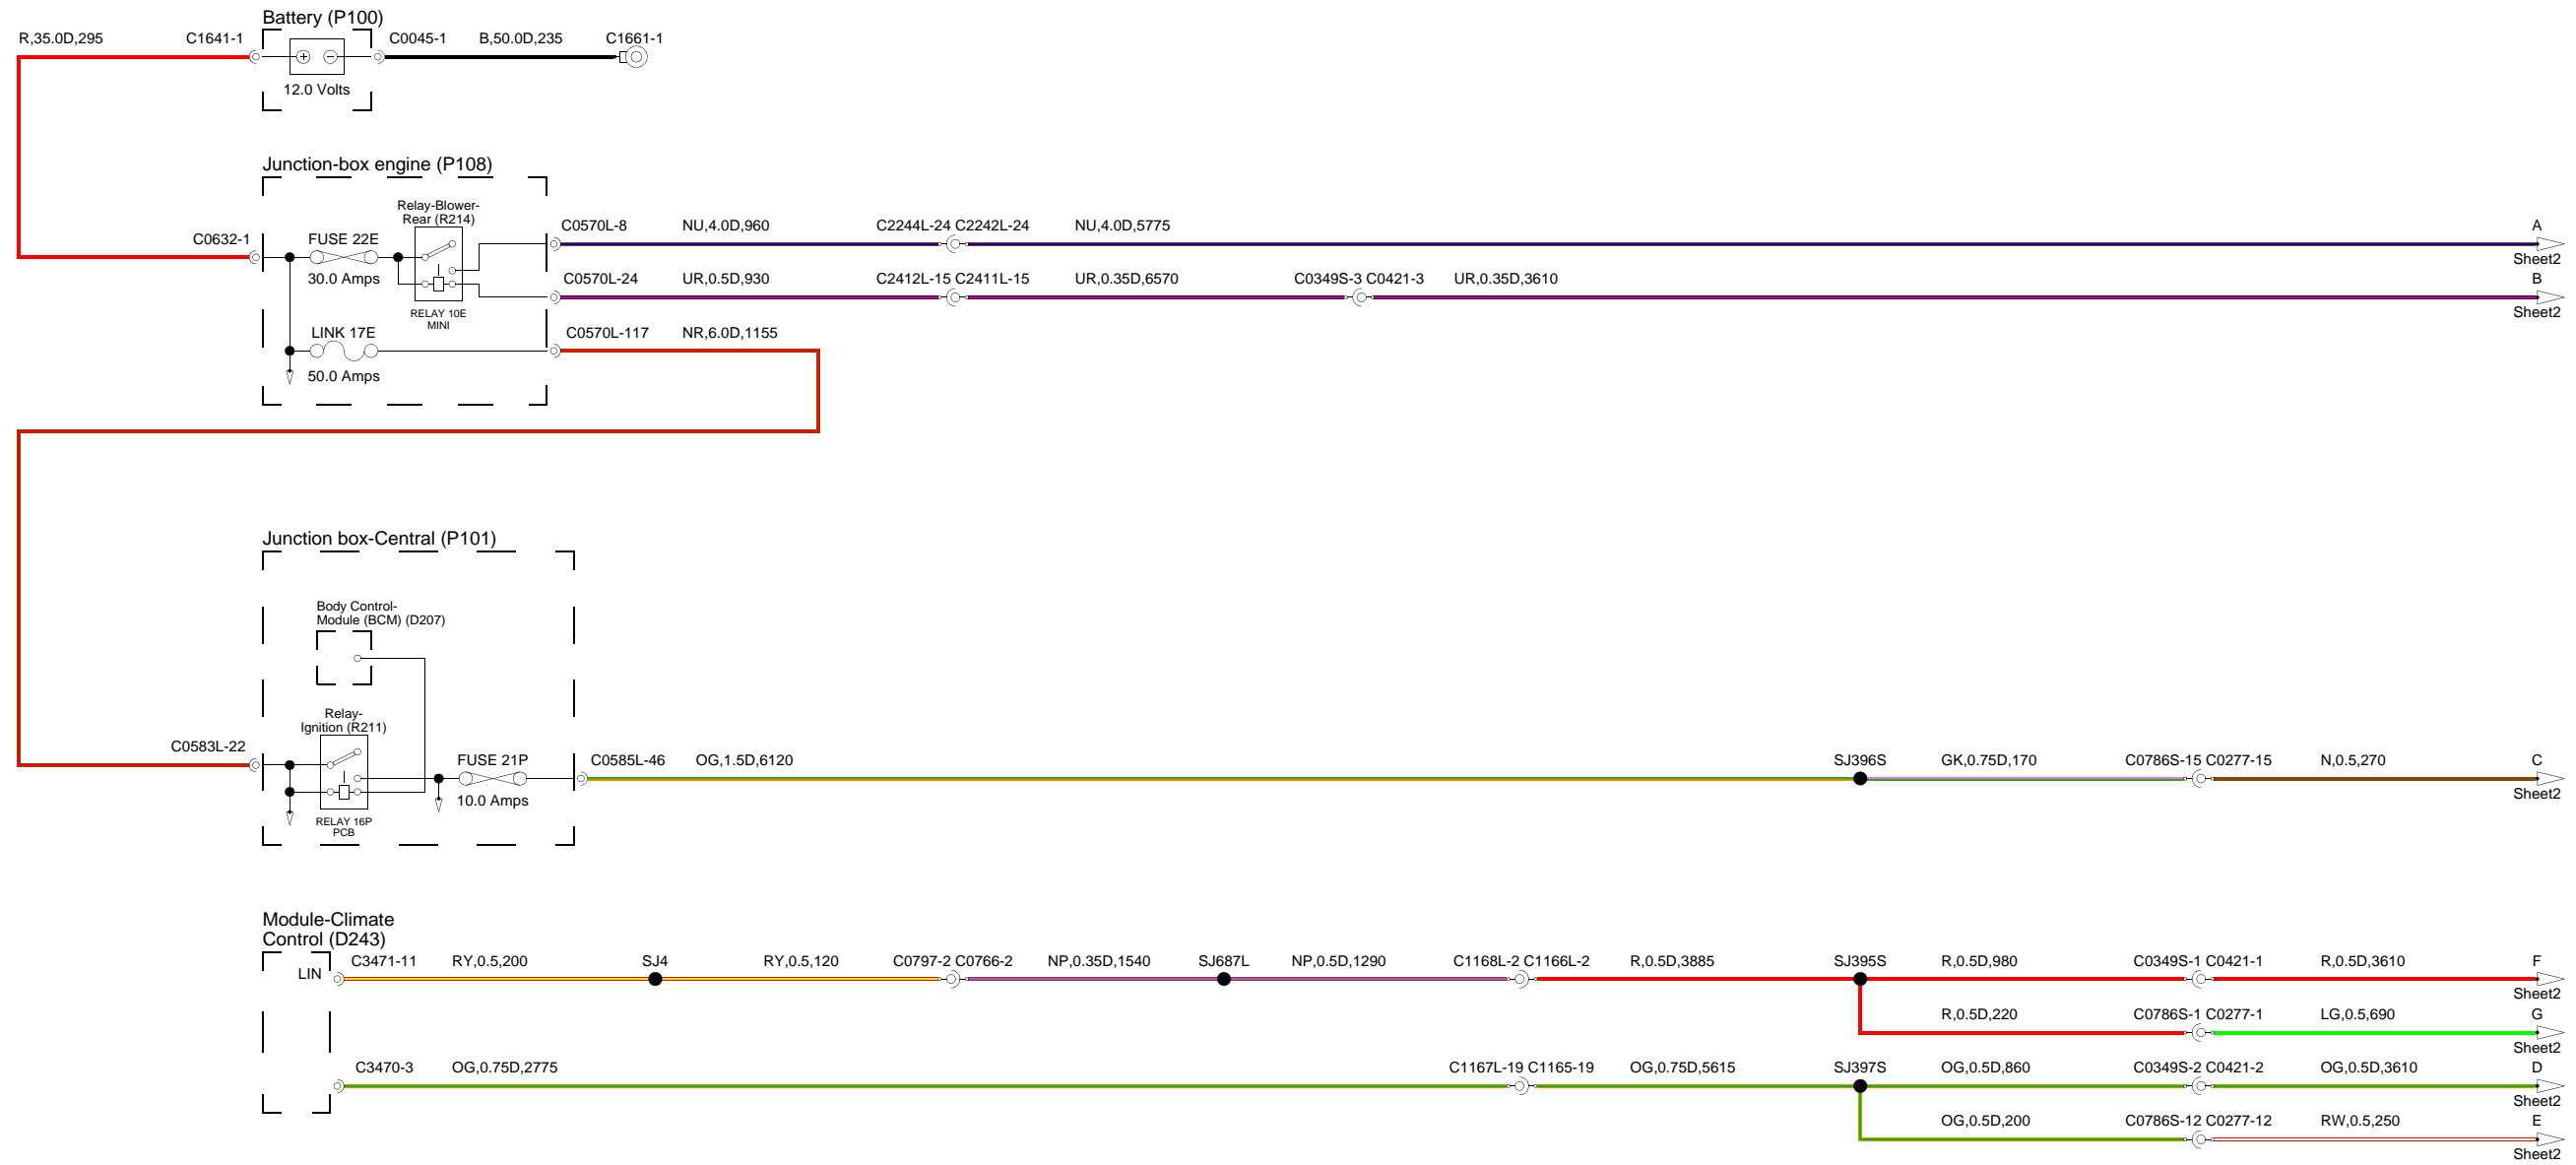 Battery (P100)
R,35.0D,295 C1641-1 C0045-1 B,50.0D,235 C1661-1
12.0 Volts
Junction-box engine (P108)
Relay-Blower-
Rear (R214)
C0570L-8 NU,4.0D,960 C2244L-24 C2242L-24 NU,4.0D,5775 A
C0632-1 FUSE 22E
Sheet2
30.0 Amps C0570L-24 UR,0.5D,930 C2412L-15 C2411L-15 UR,0.35D,6570 C0349S-3 C0421-3 UR,0.35D,3610 B
RELAY 10E
MINI
Sheet2
LINK 17E C0570L-117 NR,6.0D,1155
50.0 Amps
Junction box-Central (P101)
Body Control-
Module (BCM) (D207)
Relay-
Ignition (R211)
C0583L-22
FUSE 21P C0585L-46 OG,1.5D,6120 SJ396S GK,0.75D,170 C0786S-15 C0277-15 N,0.5,270 C
10.0 Amps Sheet2
RELAY 16P
PCB
Module-Climate
Control (D243)
C3471-11 RY,0.5,200 SJ4 RY,0.5,120 C0797-2 C0766-2 NP,0.35D,1540 SJ687L NP,0.5D,1290 C1168L-2 C1166L-2 R,0.5D,3885 SJ395S R,0.5D,980 C0349S-1 C0421-1 R,0.5D,3610 F
LIN
Sheet2
R,0.5D,220 C0786S-1 C0277-1 LG,0.5,690 G
Sheet2
C3470-3 OG,0.75D,2775 C1167L-19 C1165-19 OG,0.75D,5615 SJ397S OG,0.5D,860 C0349S-2 C0421-2 OG,0.5D,3610 D
Sheet2
OG,0.5D,200 C0786S-12 C0277-12 RW,0.5,250 E
Sheet2